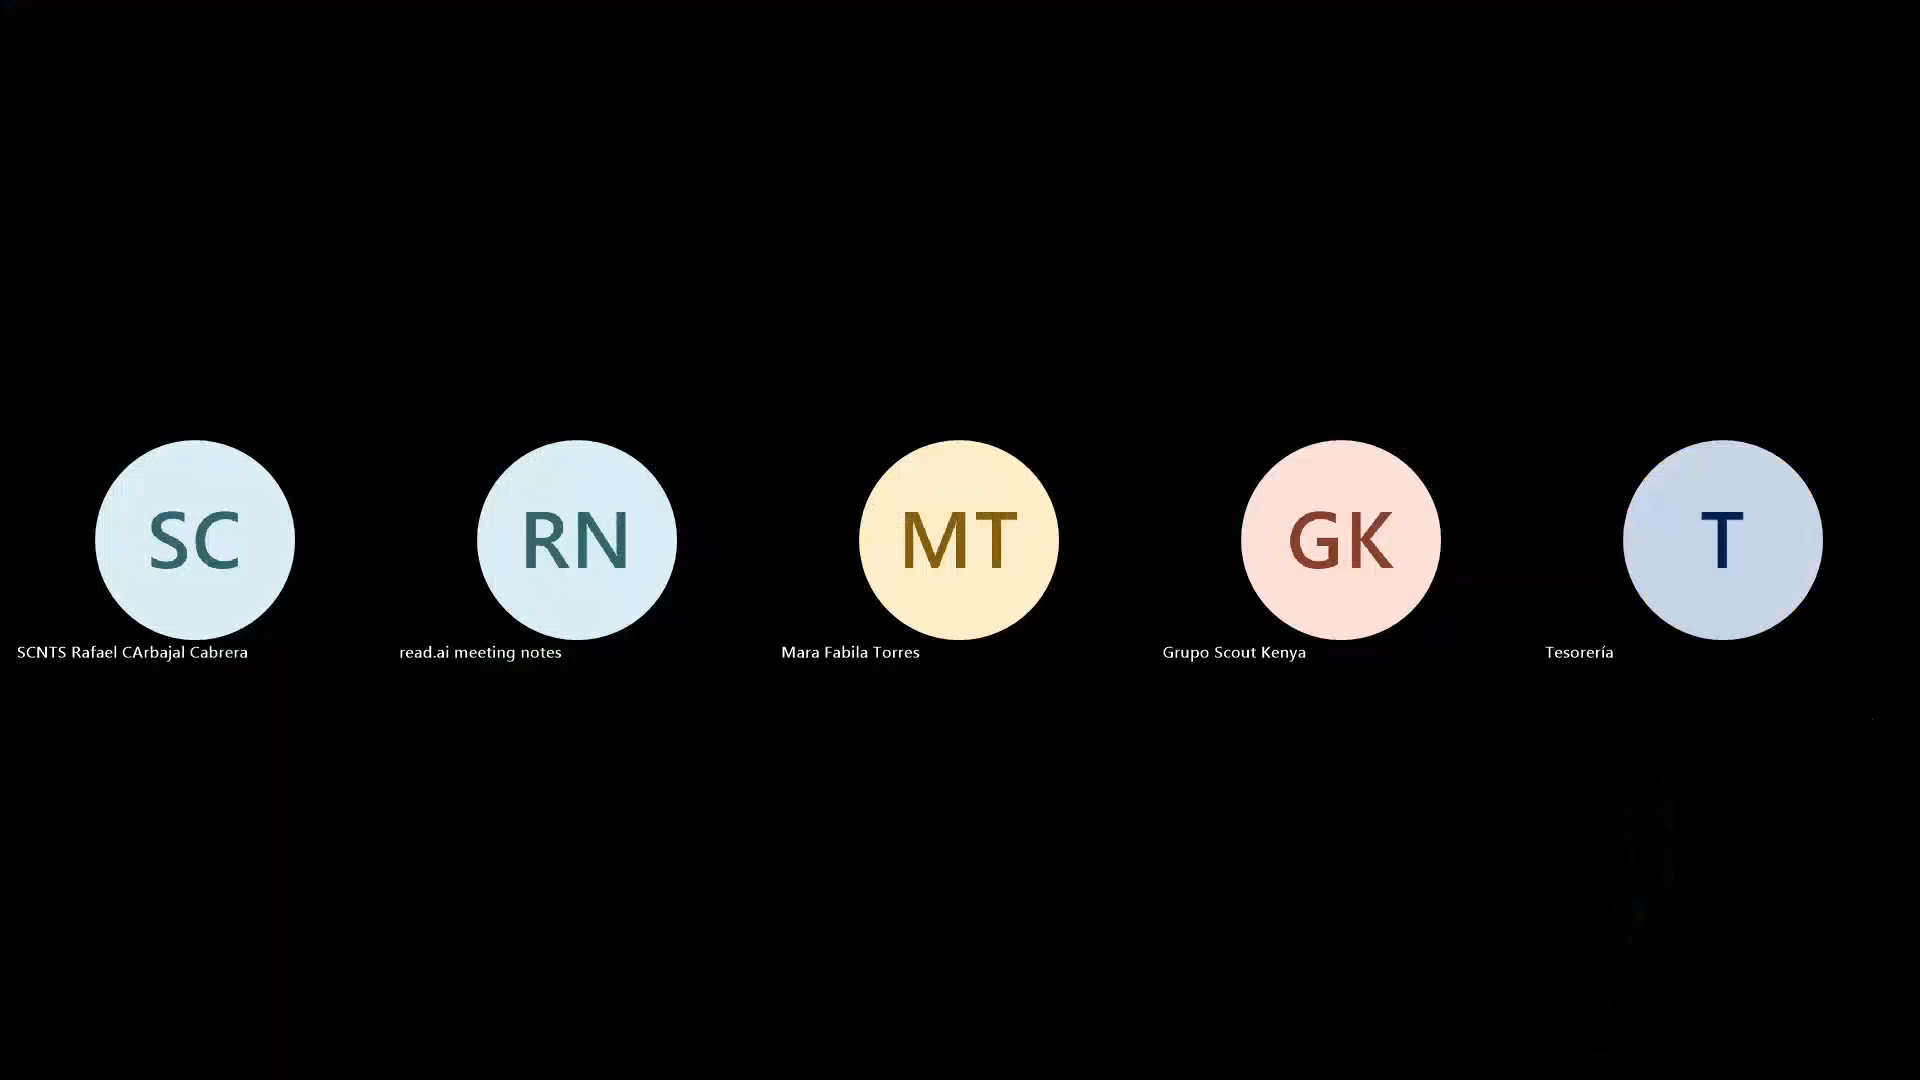 SC
RN
MT
GK
T
SCNTS Rafael CArbajal Cabrera
read.ai meeting notes
Mara Fabila Torres
Grupo Scout Kenya
Tesorería